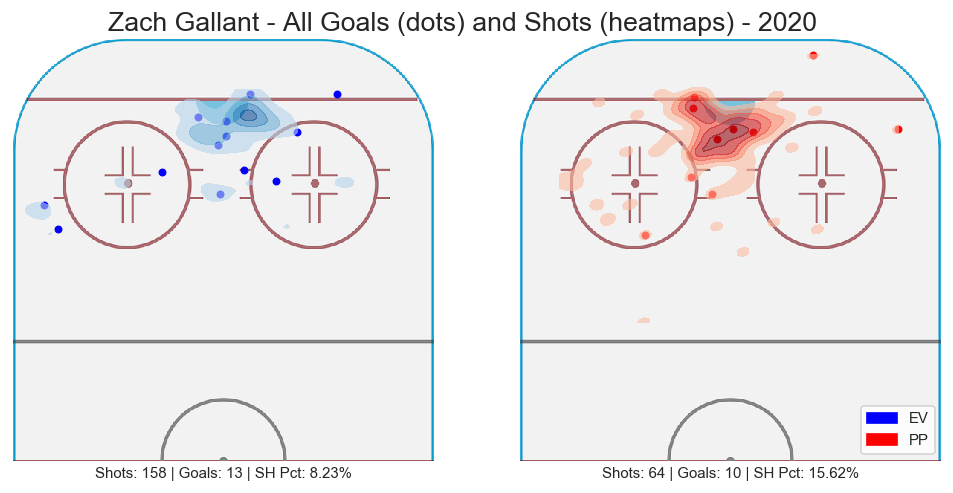 Zach Gallant - All Goals (dots) and Shots (heatmaps) - 2020
EV
PP
Shots: 158 | Goals: 13 | SH Pct: 8.23%
Shots: 64 | Goals: 10 | SH Pct: 15.62%